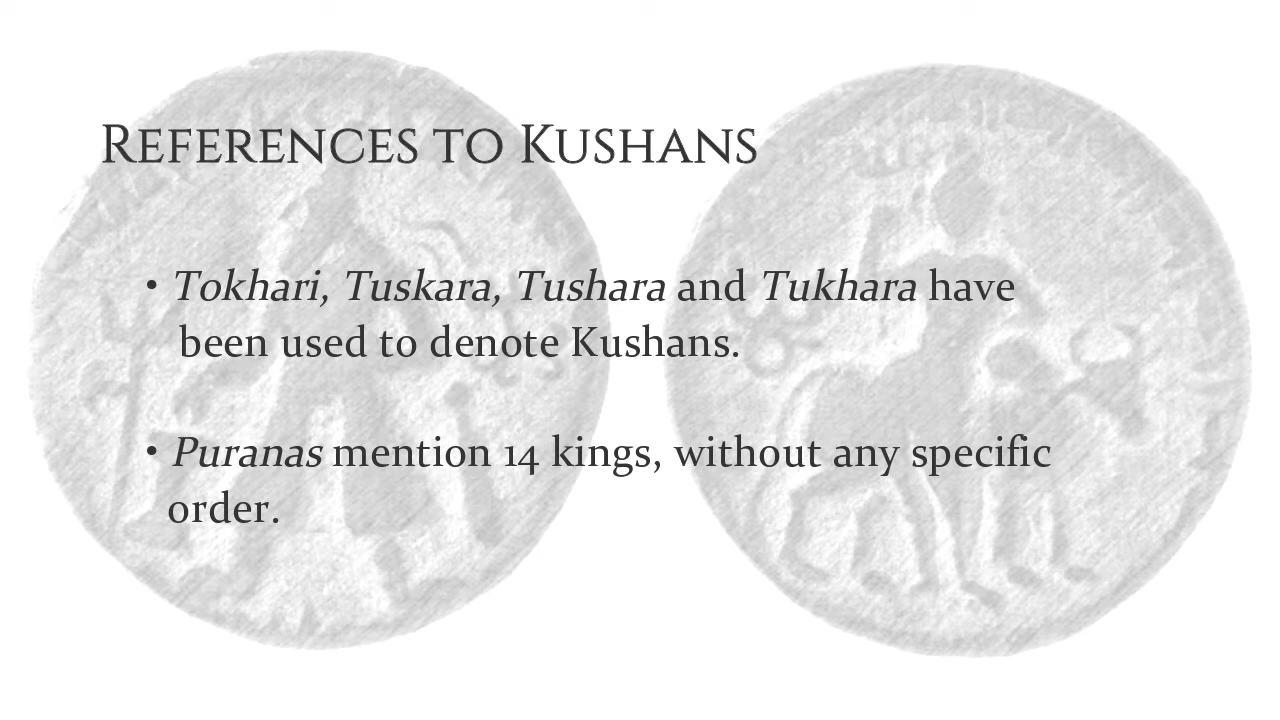 References to Kushans
• Tokhari, Tuskara, Tushara and Tukhara have
been used to denote Kushans.
• Puranas mention 14 kings, without any specific
order.